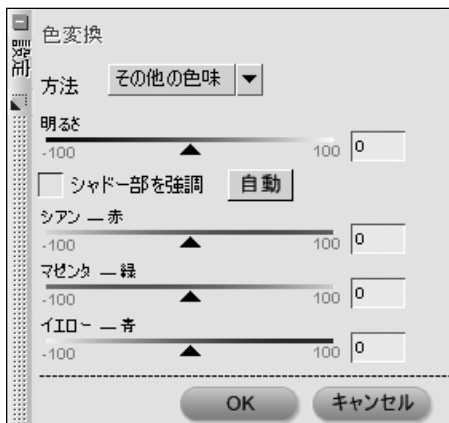 設定
色変換
方法 その他の色味
明るさ
-100 100 0
シャドー部を強調 自動
シアン — 赤
-100 100 0
マゼンタ — 緑
-100 100 0
イエロー — 青
-100 100 0
OK キャンセル